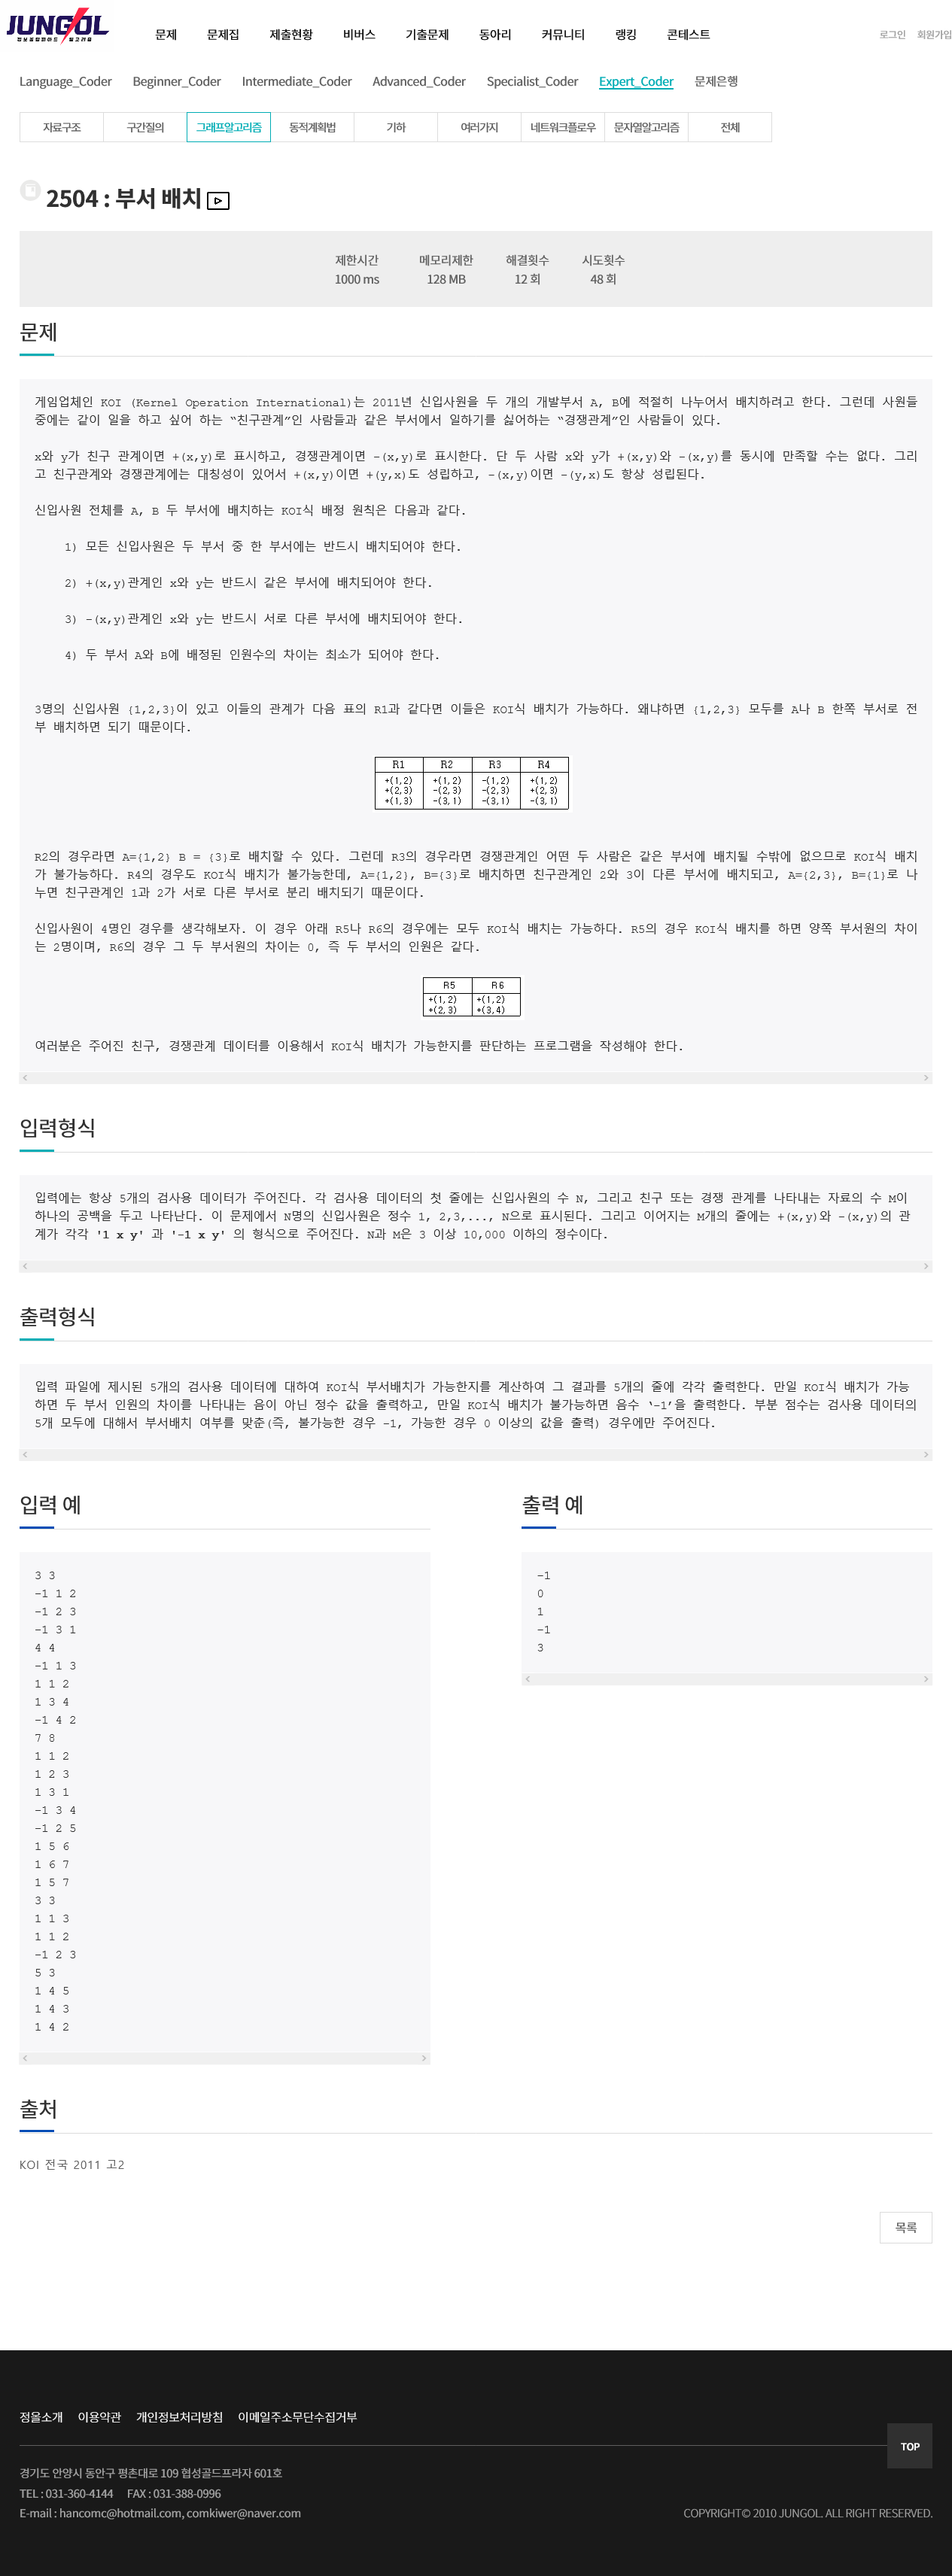 JUNGOL
정보올림피아드 & 알고리즘
문제 문제집 제출현황 비버스 기출문제 동아리 커뮤니티 랭킹 콘테스트 로그인 회원가입
Language_Coder Beginner_Coder Intermediate_Coder Advanced_Coder Specialist_Coder Expert_Coder 문제은행
자료구조 구간질의 그래프알고리즘 동적계획법 기하 여러가지 네트워크플로우 문자열알고리즘 전체
2504 : 부서 배치
제한시간 메모리제한 해결횟수 시도횟수
1000 ms 128 MB 12 회 48 회
문제
게임업체인 KOI (Kernel Operation International)는 2011년 신입사원을 두 개의 개발부서 A, B에 적절히 나누어서 배치하려고 한다. 그런데 사원들
중에는 같이 일을 하고 싶어 하는 “친구관계”인 사람들과 같은 부서에서 일하기를 싫어하는 “경쟁관계”인 사람들이 있다.
x와 y가 친구 관계이면 +(x,y)로 표시하고, 경쟁관계이면 -(x,y)로 표시한다. 단 두 사람 x와 y가 +(x,y)와 -(x,y)를 동시에 만족할 수는 없다. 그리
고 친구관계와 경쟁관계에는 대칭성이 있어서 +(x,y)이면 +(y,x)도 성립하고, -(x,y)이면 -(y,x)도 항상 성립된다.
신입사원 전체를 A, B 두 부서에 배치하는 KOI식 배정 원칙은 다음과 같다.
1) 모든 신입사원은 두 부서 중 한 부서에는 반드시 배치되어야 한다.
2) +(x,y)관계인 x와 y는 반드시 같은 부서에 배치되어야 한다.
3) -(x,y)관계인 x와 y는 반드시 서로 다른 부서에 배치되어야 한다.
4) 두 부서 A와 B에 배정된 인원수의 차이는 최소가 되어야 한다.
3명의 신입사원 {1,2,3}이 있고 이들의 관계가 다음 표의 R1과 같다면 이들은 KOI식 배치가 가능하다. 왜냐하면 {1,2,3} 모두를 A나 B 한쪽 부서로 전
부 배치하면 되기 때문이다.
R1 R2 R3 R4
+(1,2) +(1,2) -(1,2) +(1,2)
+(2,3) -(2,3) -(2,3) +(2,3)
+(1,3) -(3,1) -(3,1) -(3,1)
R2의 경우라면 A={1,2} B = {3}로 배치할 수 있다. 그런데 R3의 경우라면 경쟁관계인 어떤 두 사람은 같은 부서에 배치될 수밖에 없으므로 KOI식 배치
가 불가능하다. R4의 경우도 KOI식 배치가 불가능한데, A={1,2}, B={3}로 배치하면 친구관계인 2와 3이 다른 부서에 배치되고, A={2,3}, B={1}로 나
누면 친구관계인 1과 2가 서로 다른 부서로 분리 배치되기 때문이다.
신입사원이 4명인 경우를 생각해보자. 이 경우 아래 R5나 R6의 경우에는 모두 KOI식 배치는 가능하다. R5의 경우 KOI식 배치를 하면 양쪽 부서원의 차이
는 2명이며, R6의 경우 그 두 부서원의 차이는 0, 즉 두 부서의 인원은 같다.
R5 R6
+(1,2) +(1,2)
+(2,3) +(3,4)
여러분은 주어진 친구, 경쟁관계 데이터를 이용해서 KOI식 배치가 가능한지를 판단하는 프로그램을 작성해야 한다.
입력형식
입력에는 항상 5개의 검사용 데이터가 주어진다. 각 검사용 데이터의 첫 줄에는 신입사원의 수 N, 그리고 친구 또는 경쟁 관계를 나타내는 자료의 수 M이
하나의 공백을 두고 나타난다. 이 문제에서 N명의 신입사원은 정수 1, 2,3,..., N으로 표시된다. 그리고 이어지는 M개의 줄에는 +(x,y)와 -(x,y)의 관
계가 각각 '1 x y' 과 '-1 x y' 의 형식으로 주어진다. N과 M은 3 이상 10,000 이하의 정수이다.
출력형식
입력 파일에 제시된 5개의 검사용 데이터에 대하여 KOI식 부서배치가 가능한지를 계산하여 그 결과를 5개의 줄에 각각 출력한다. 만일 KOI식 배치가 가능
하면 두 부서 인원의 차이를 나타내는 음이 아닌 정수 값을 출력하고, 만일 KOI식 배치가 불가능하면 음수 ‘-1’을 출력한다. 부분 점수는 검사용 데이터의
5개 모두에 대해서 부서배치 여부를 맞춘(즉, 불가능한 경우 -1, 가능한 경우 0 이상의 값을 출력) 경우에만 주어진다.
입력 예
3 3
-1 1 2
-1 2 3
-1 3 1
4 4
-1 1 3
1 1 2
1 3 4
-1 4 2
7 8
1 1 2
1 2 3
1 3 1
-1 3 4
-1 2 5
1 5 6
1 6 7
1 5 7
3 3
1 1 3
1 1 2
-1 2 3
5 3
1 4 5
1 4 3
1 4 2
출력 예
-1
0
1
-1
3
출처
KOI 전국 2011 고2
목록
정올소개 이용약관 개인정보처리방침 이메일주소무단수집거부
TOP
경기도 안양시 동안구 평촌대로 109 협성골드프라자 601호
TEL : 031-360-4144 FAX : 031-388-0996
E-mail : hancomc@hotmail.com, comkiwer@naver.com COPYRIGHT© 2010 JUNGOL. ALL RIGHT RESERVED.